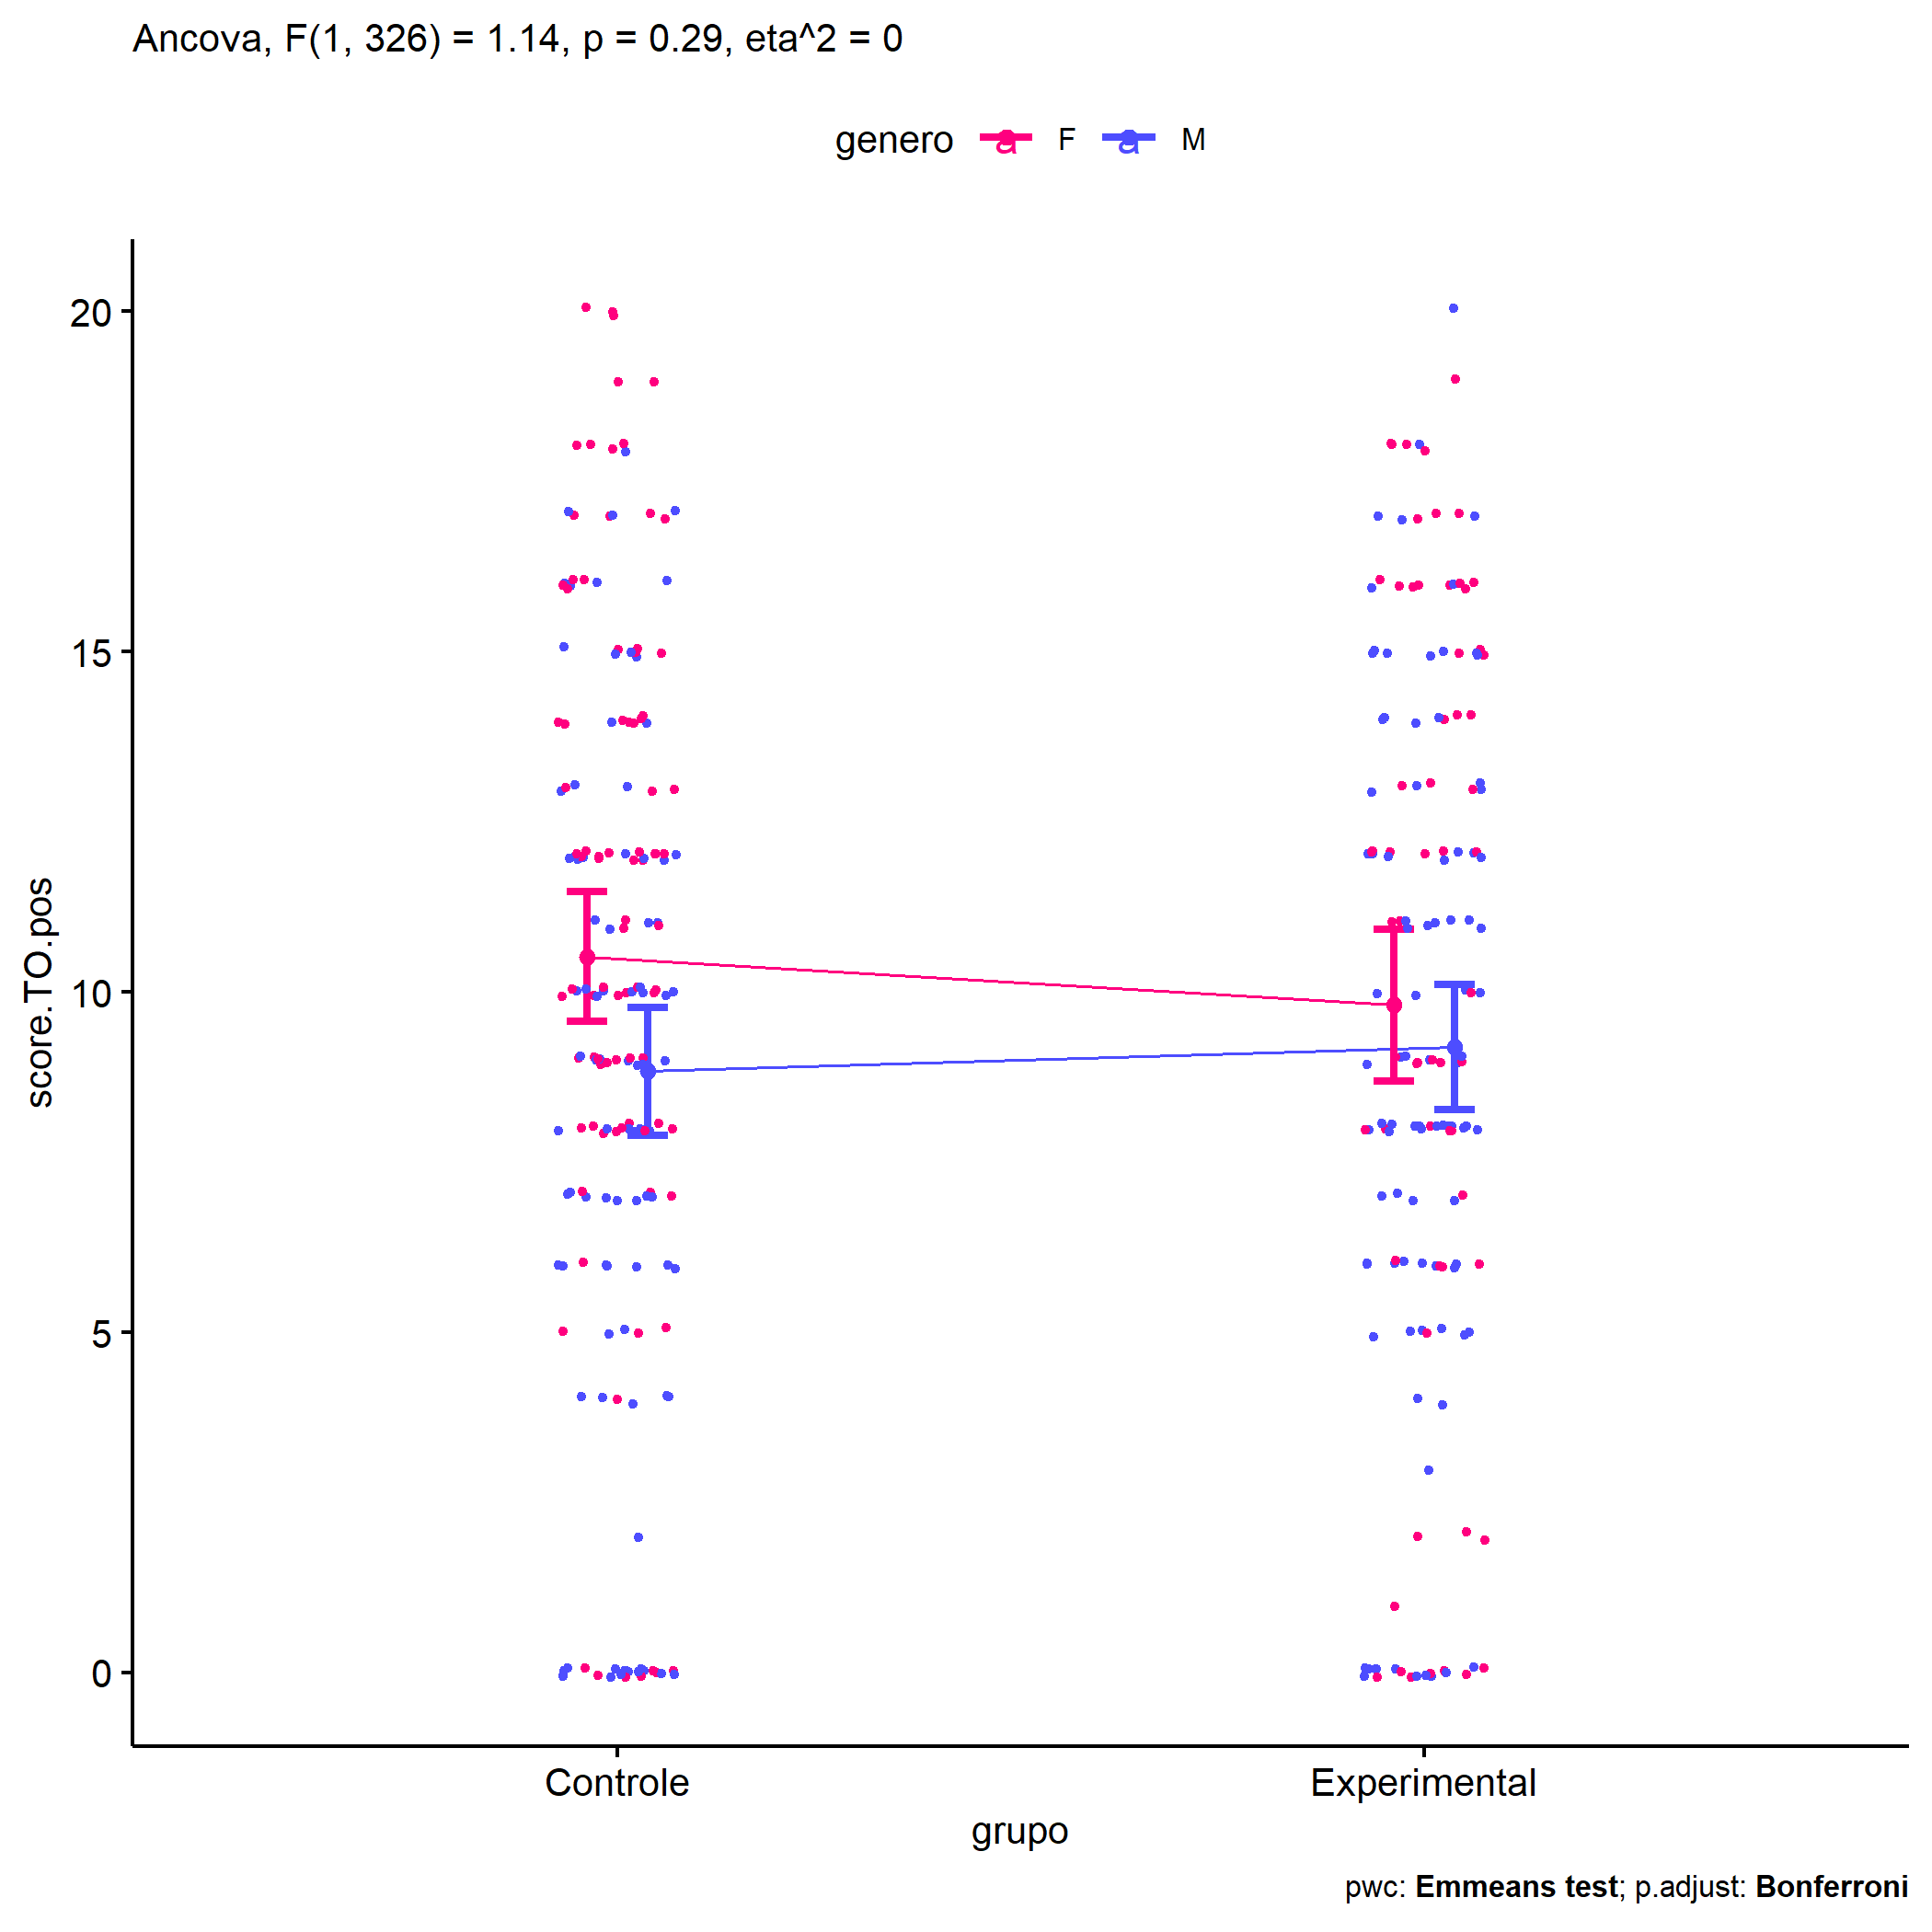 Ancova, F(1, 326) = 1.14, p = 0.29, eta^2 = 0
genero a F a M
20
15
10
5
0
score.TO.pos
Controle Experimental
grupo
pwc: Emmeans test; p.adjust: Bonferroni